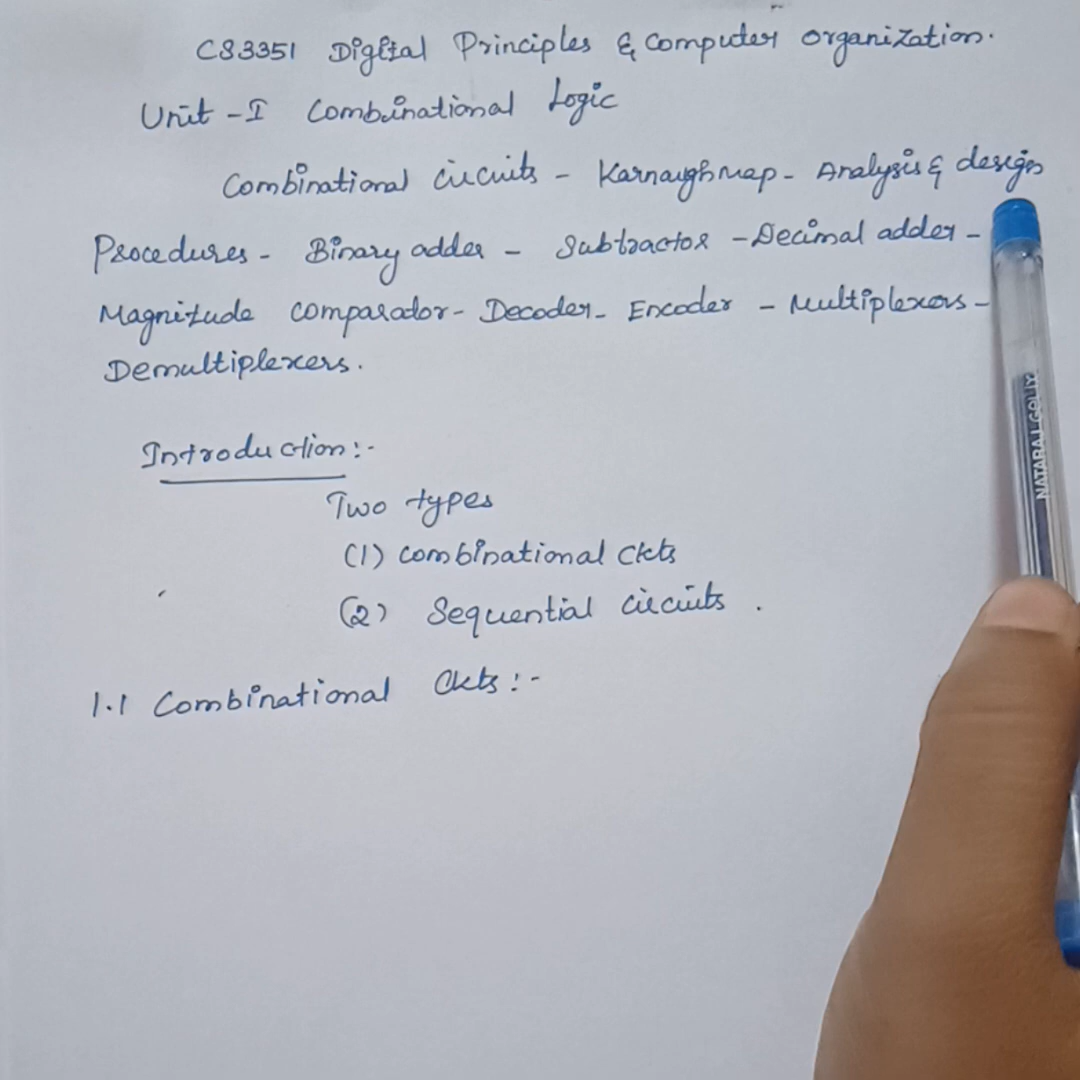 CS3351 Digital Principles & Computer Organization.
Unit - I Combinational Logic
Combinational circuits - Karnaugh map - Analysis & design
Procedures - Binary adder - Subtractor - Decimal adder -
Magnitude comparator - Decoder - Encoder - Multiplexers -
Demultiplexers.
Introduction :-
Two types
(1) Combinational Ckts
(2) Sequential circuits .
1.1 Combinational Ckts :-
NATARAJ